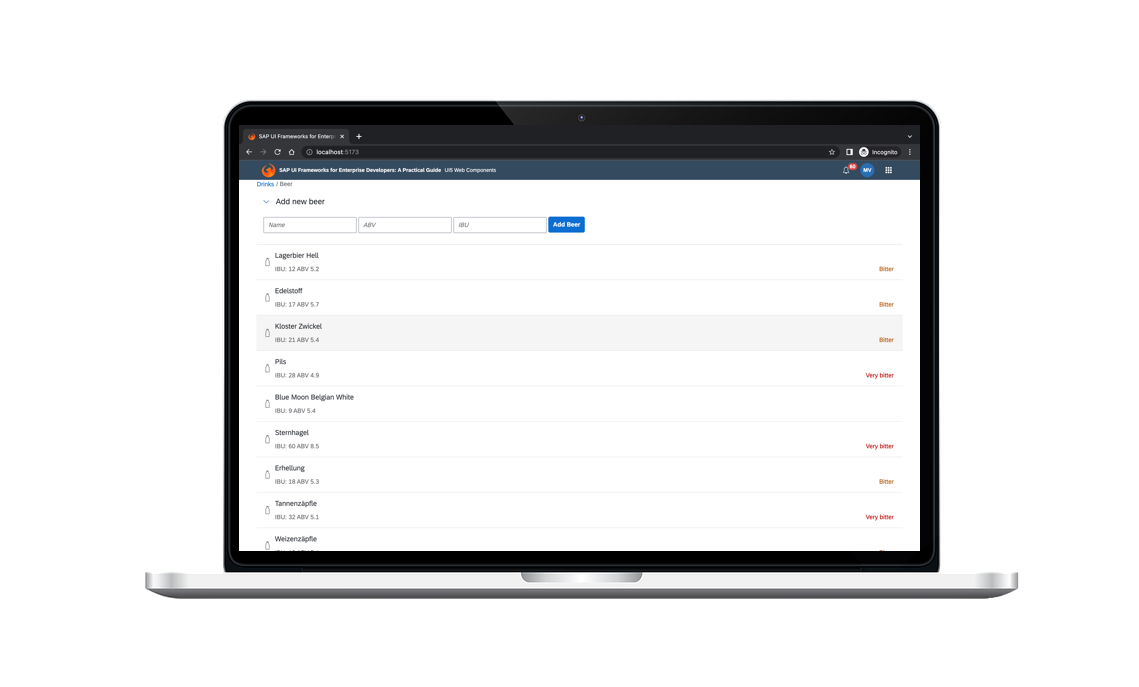 SAP UI Frameworks for Enterp
localhost:5173
Incognito
SAP UI Frameworks for Enterprise Developers: A Practical Guide UI5 Web Components
60
MV
Drinks / Beer
Add new beer
Name
ABV
IBU
Add Beer
Lagerbier Hell
IBU: 12 ABV 5.2
Bitter
Edelstoff
IBU: 17 ABV 5.7
Bitter
Kloster Zwickel
IBU: 21 ABV 5.4
Bitter
Pils
IBU: 28 ABV 4.9
Very bitter
Blue Moon Belgian White
IBU: 9 ABV 5.4
Sternhagel
IBU: 60 ABV 8.5
Very bitter
Erhellung
IBU: 18 ABV 5.3
Bitter
Tannenzäpfle
IBU: 32 ABV 5.1
Very bitter
Weizenzäpfle